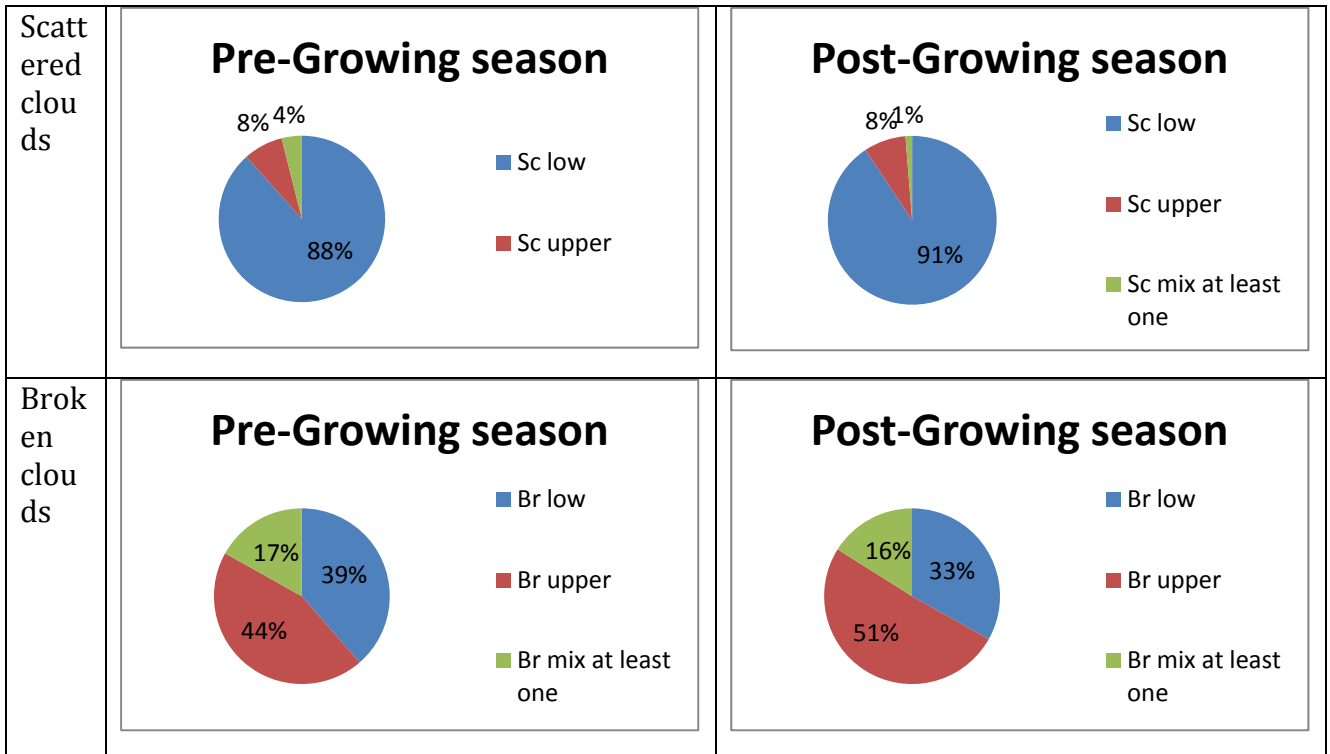 Scatt
ered
clou
ds
Pre-Growing season
8% 4%
88%
Sc low
Sc upper
Post-Growing season
8% 1%
91%
Sc low
Sc upper
Sc mix at least
one
Brok
en
clou
ds
Pre-Growing season
17%
39%
44%
Br low
Br upper
Br mix at least
one
Post-Growing season
16%
33%
51%
Br low
Br upper
Br mix at least
one